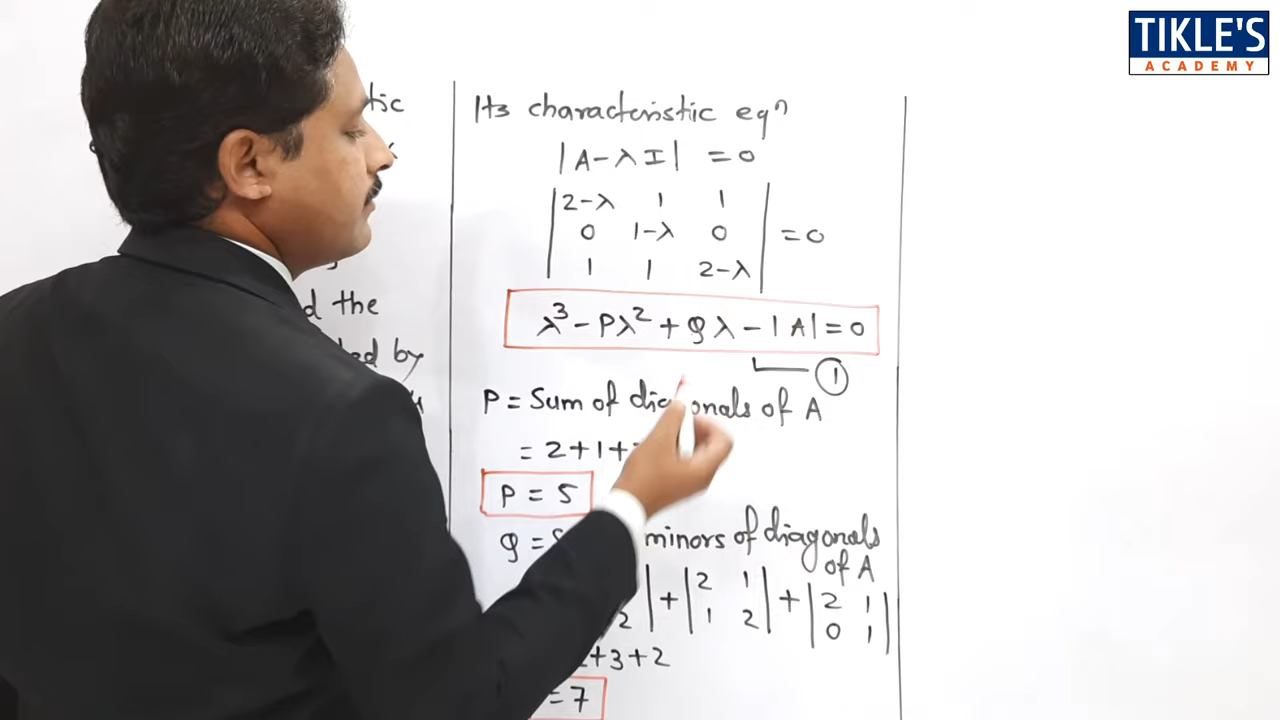 TIKLE'S
ACADEMY
tic
d the
ed by
Its characteristic eqn
|A-λI| = 0
| 2-λ 1 1 |
| 0 1-λ 0 | = 0
| 1 1 2-λ |
λ³ - Pλ² + Qλ - |A| = 0
①
P = Sum of diagonals of A
= 2+1+
P = 5
Q = minors of diagonals
of A
| + | 2 1 | + | 2 1 |
2 | 1 2 | | 0 1 |
+3+2
= 7